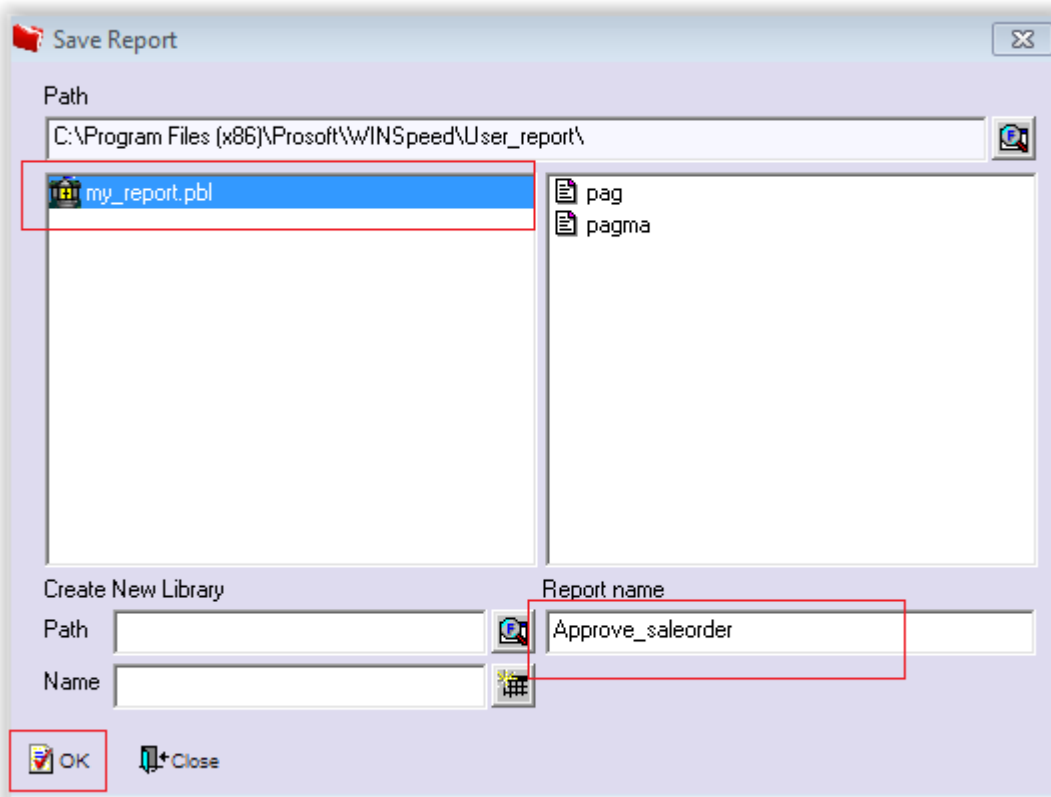 Save Report
Path
C:\Program Files (x86)\Prosoft\WINSpeed\User_report\
my_report.pbl
pag
pagma
Create New Library
Report name
Path
Approve_saleorder
Name
OK
Close